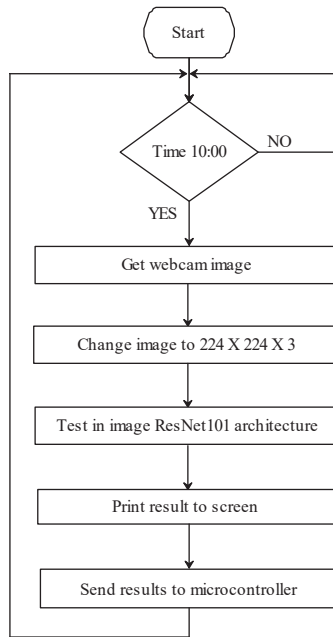 Start
Time 10:00
NO
YES
Get webcam image
Change image to 224 X 224 X 3
Test in image ResNet101 architecture
Print result to screen
Send results to microcontroller